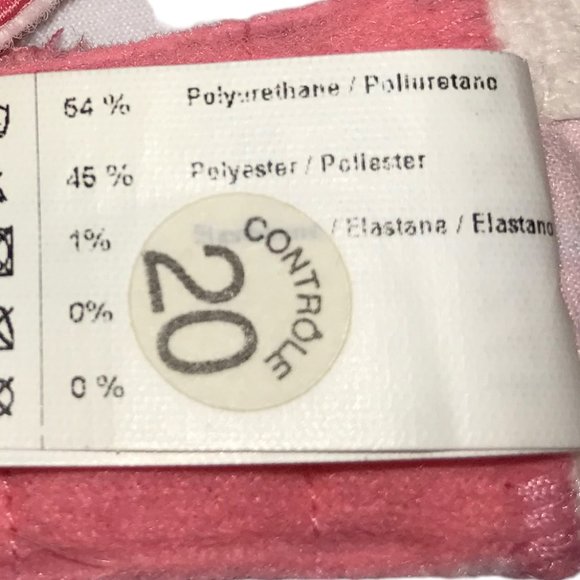 54 % Polyurethane / Poliuretano
45 % Polyester / Poliester
1% / Elastane / Elastano
0%
0 %
CONTROLE
20